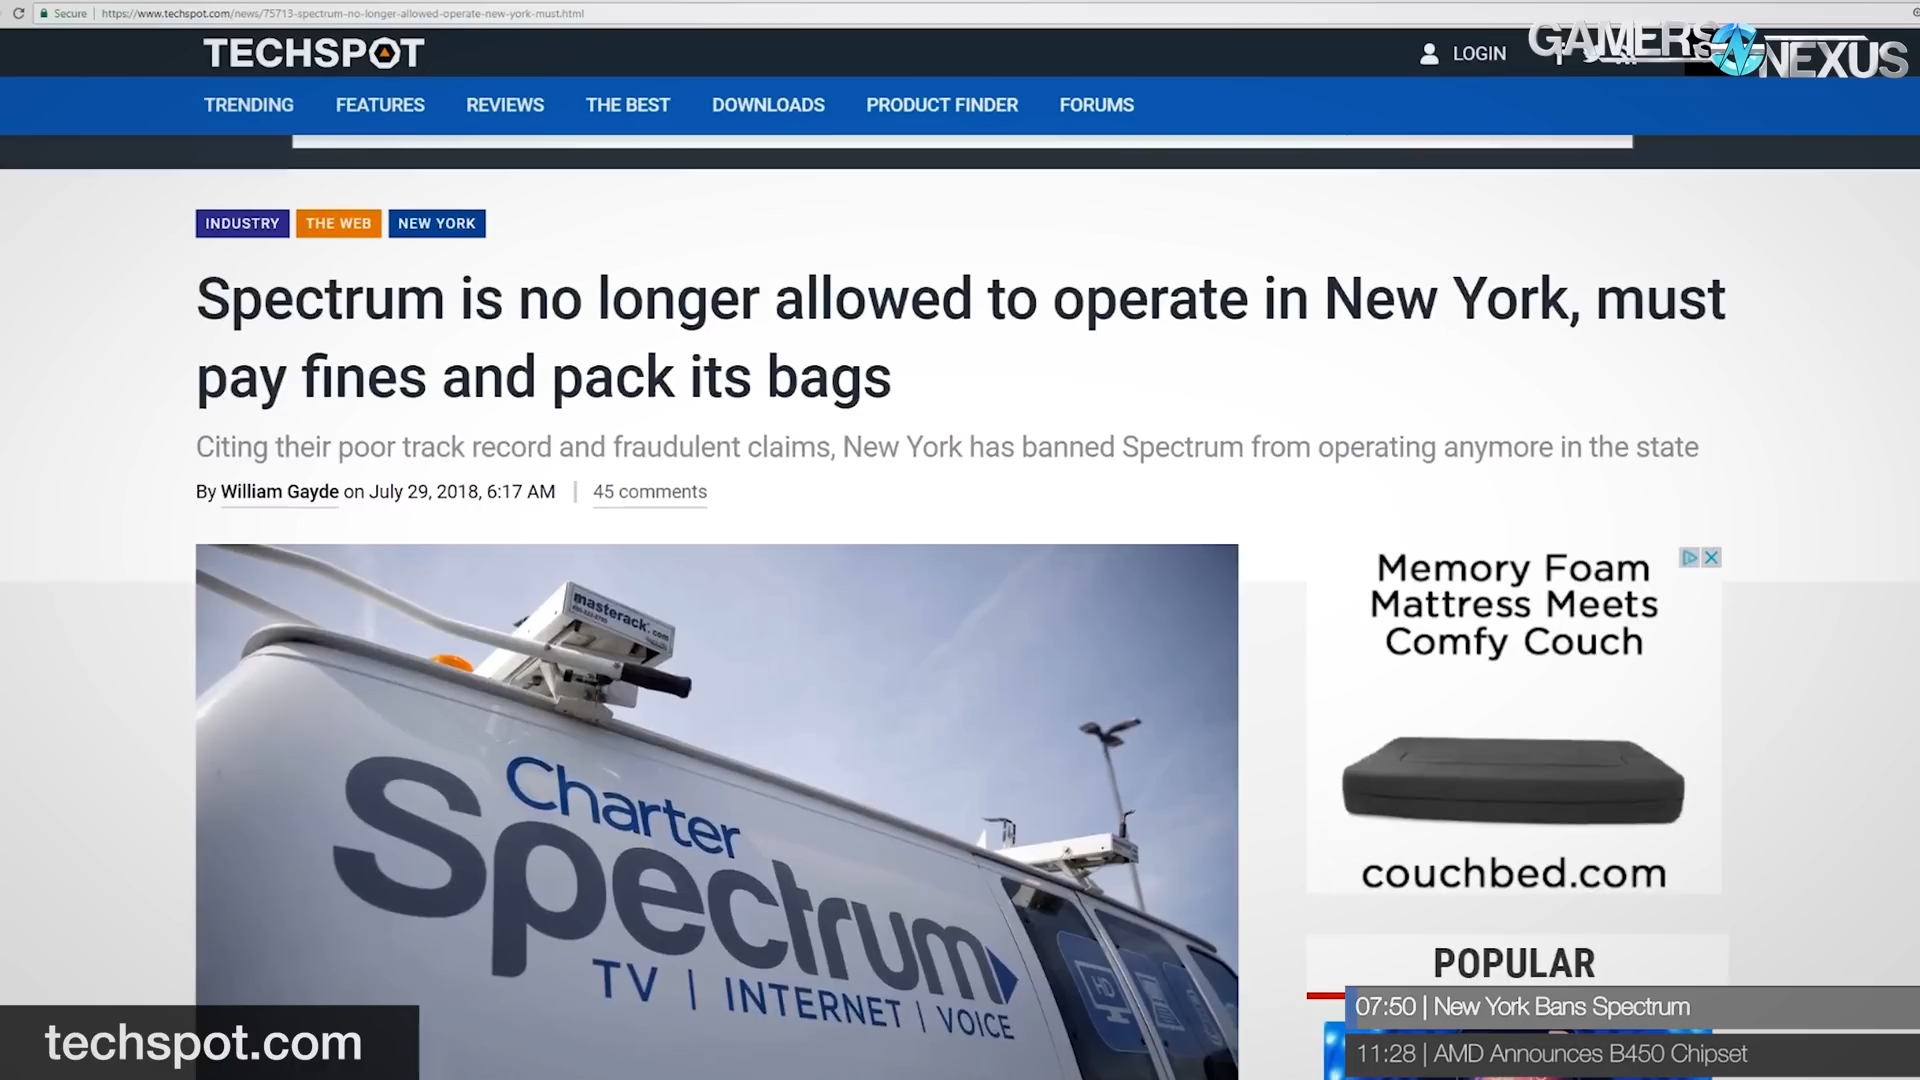 Secure
https://www.techspot.com/news/75713-spectrum-no-longer-allowed-operate-new-york-must.html
TECHSPOT
LOGIN
GAMERS NEXUS
TRENDING
FEATURES
REVIEWS
THE BEST
DOWNLOADS
PRODUCT FINDER
FORUMS
INDUSTRY
THE WEB
NEW YORK
Spectrum is no longer allowed to operate in New York, must
pay fines and pack its bags
Citing their poor track record and fraudulent claims, New York has banned Spectrum from operating anymore in the state
By William Gayde on July 29, 2018, 6:17 AM | 45 comments
masterack.com
Charter
Spectrum
TV | INTERNET | VOICE
HD
Memory Foam
Mattress Meets
Comfy Couch
couchbed.com
POPULAR
07:50 | New York Bans Spectrum
11:28 | AMD Announces B450 Chipset
techspot.com